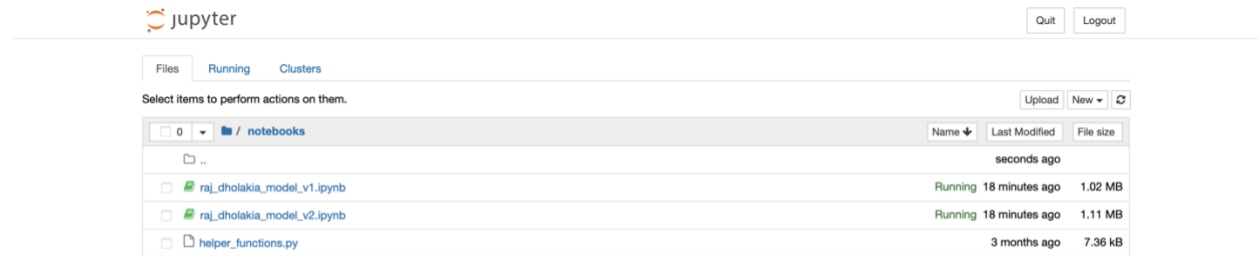 jupyter Quit Logout
Files Running Clusters
Select items to perform actions on them. Upload New
0 / notebooks Name Last Modified File size
.. seconds ago
raj_dholakia_model_v1.ipynb Running 18 minutes ago 1.02 MB
raj_dholakia_model_v2.ipynb Running 18 minutes ago 1.11 MB
helper_functions.py 3 months ago 7.36 kB